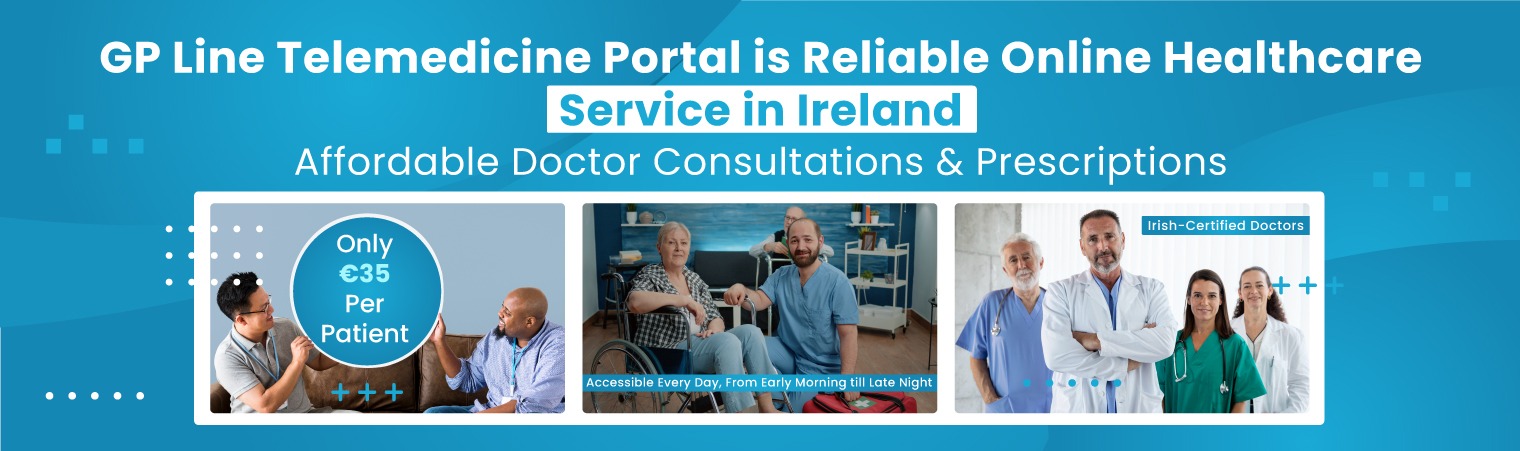 GP Line Telemedicine Portal is Reliable Online Healthcare
Service in Ireland
Affordable Doctor Consultations & Prescriptions
Only
€35
Per
Patient
Accessible Every Day, From Early Morning till Late Night
Irish-Certified Doctors